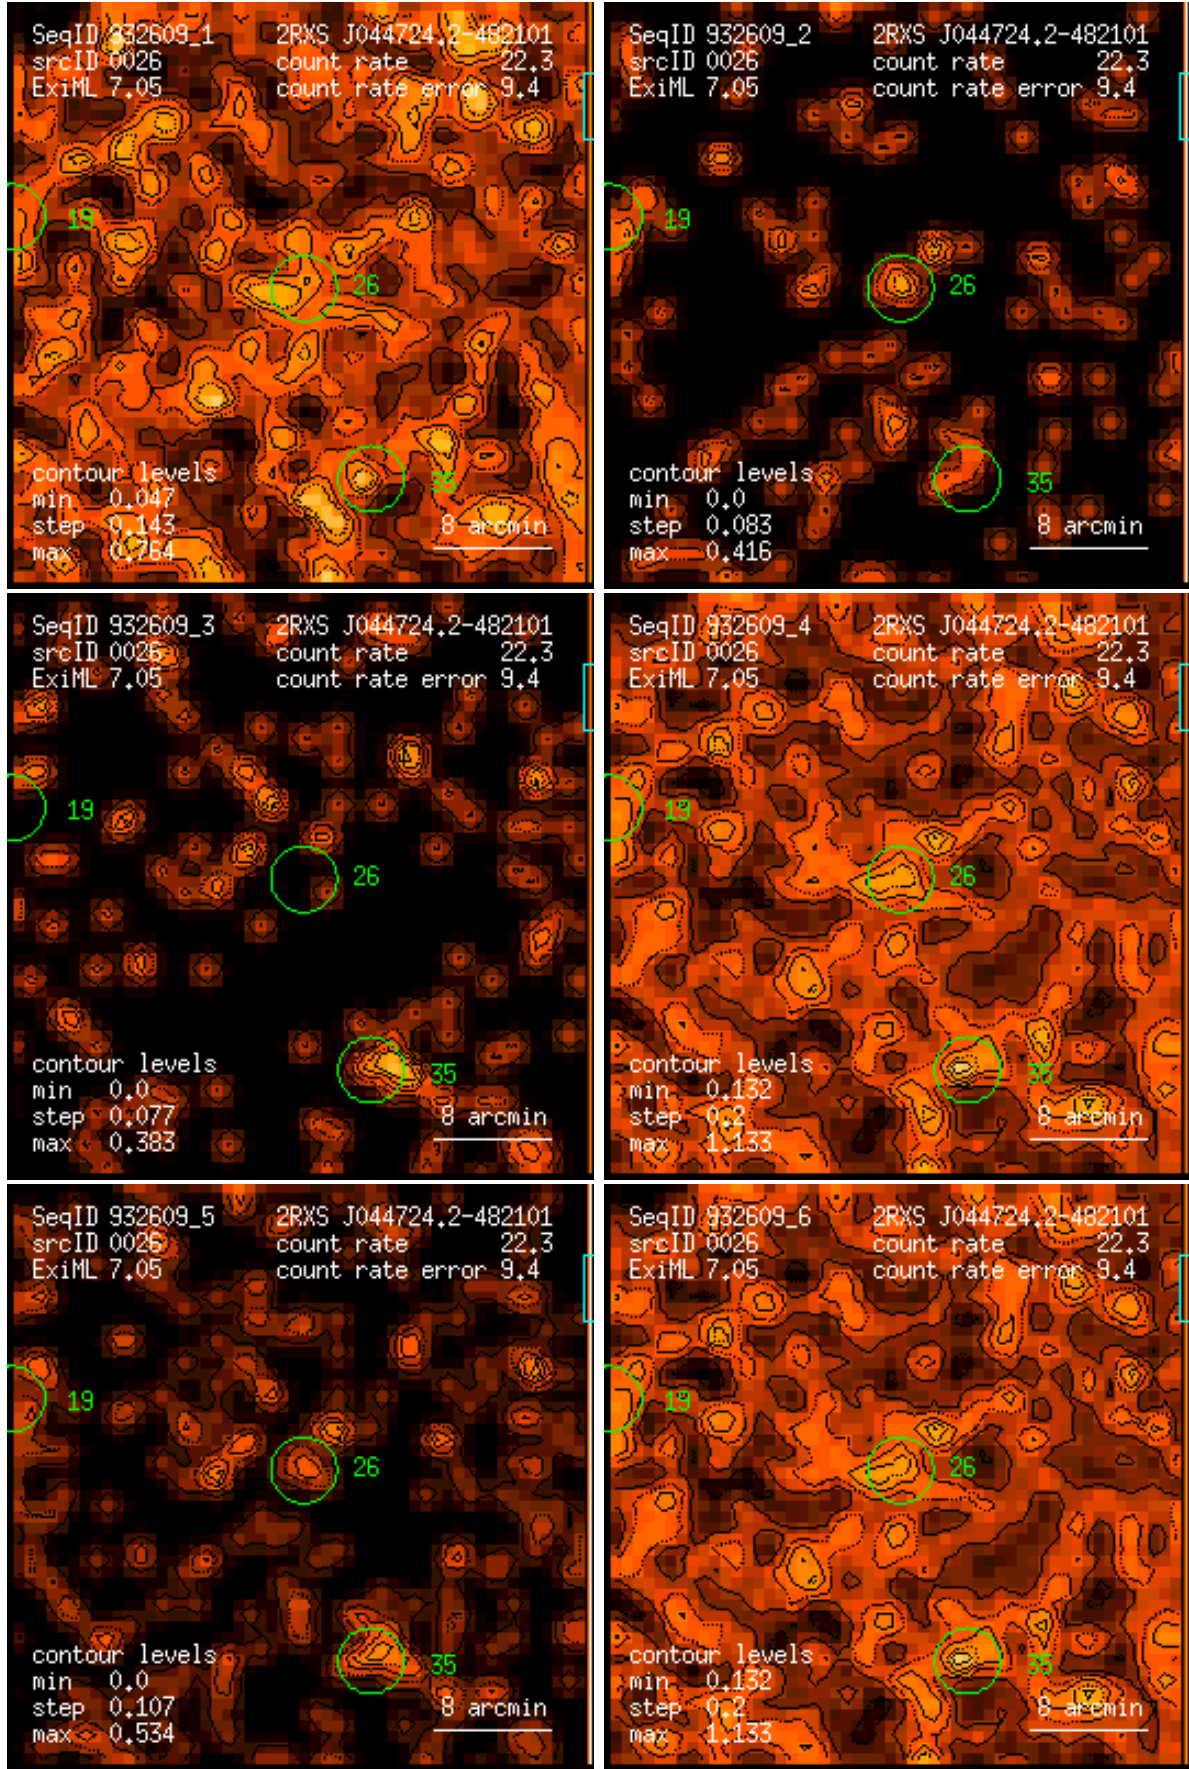 SeqID 932609_1 2RXS J044724.2-482101
srcID 0026 count rate 22.3
ExiML 7.05 count rate error 9.4
19
26
35
contour levels
min 0.047
step 0.143
max 0.764
8 arcmin
SeqID 932609_2 2RXS J044724.2-482101
srcID 0026 count rate 22.3
ExiML 7.05 count rate error 9.4
19
26
35
contour levels
min 0.0
step 0.083
max 0.416
8 arcmin
SeqID 932609_3 2RXS J044724.2-482101
srcID 0026 count rate 22.3
ExiML 7.05 count rate error 9.4
19
26
35
contour levels
min 0.0
step 0.077
max 0.383
8 arcmin
SeqID 932609_4 2RXS J044724.2-482101
srcID 0026 count rate 22.3
ExiML 7.05 count rate error 9.4
19
26
35
contour levels
min 0.132
step 0.2
max 1.133
8 arcmin
SeqID 932609_5 2RXS J044724.2-482101
srcID 0026 count rate 22.3
ExiML 7.05 count rate error 9.4
19
26
35
contour levels
min 0.0
step 0.107
max 0.534
8 arcmin
SeqID 932609_6 2RXS J044724.2-482101
srcID 0026 count rate 22.3
ExiML 7.05 count rate error 9.4
19
26
35
contour levels
min 0.132
step 0.2
max 1.133
8 arcmin